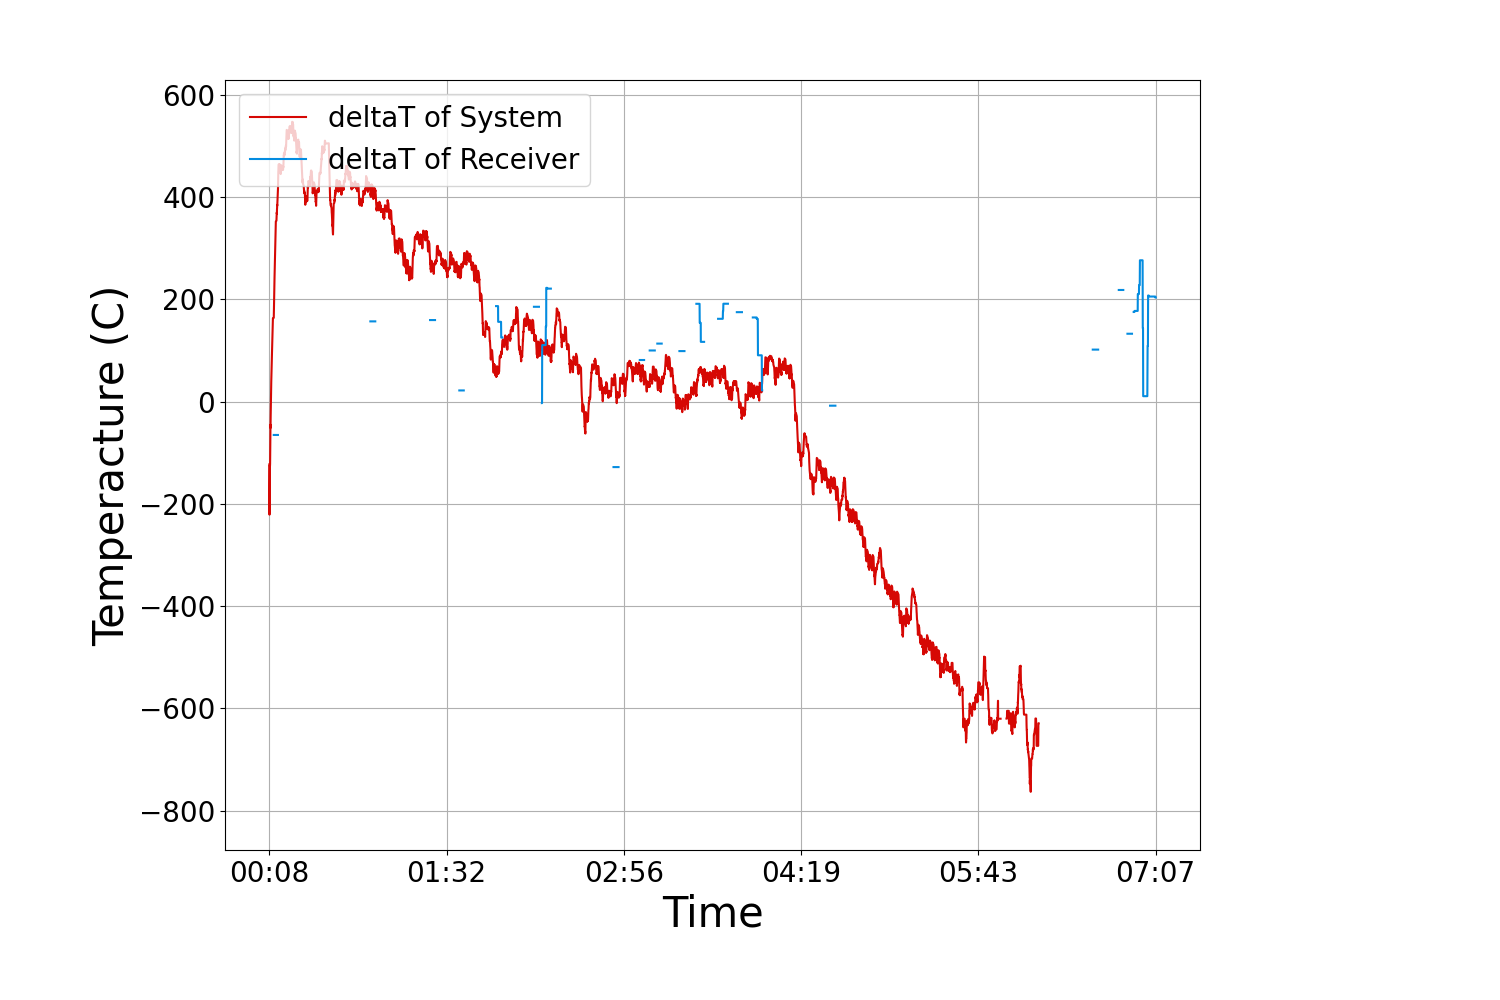 deltaT of System
deltaT of Receiver
600
400
200
0
−200
−400
−600
−800
Temperacture (C)
00:08 01:32 02:56 04:19 05:43 07:07
Time